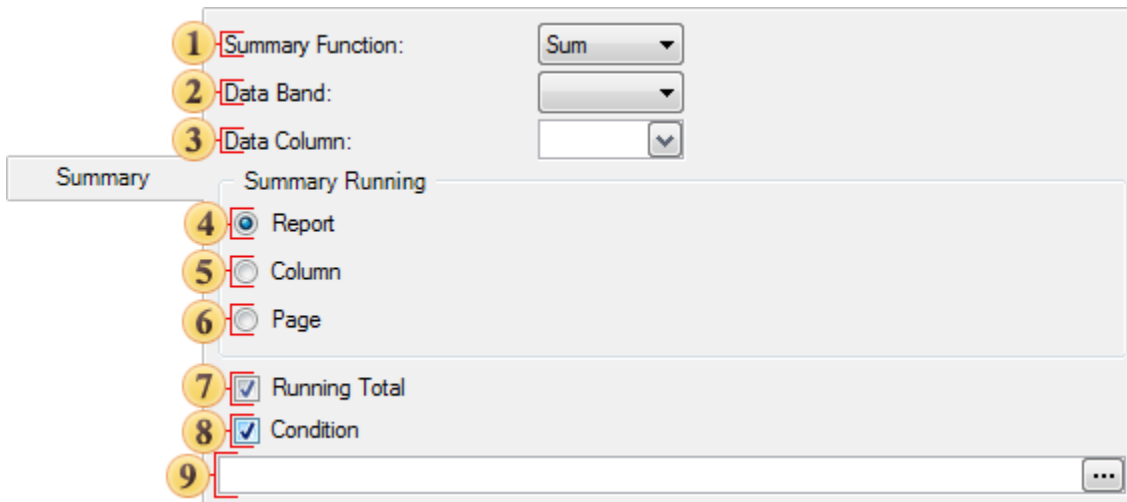 1 Summary Function: Sum
2 Data Band:
3 Data Column:
Summary
Summary Running
4 Report
5 Column
6 Page
7 Running Total
8 Condition
9 ...